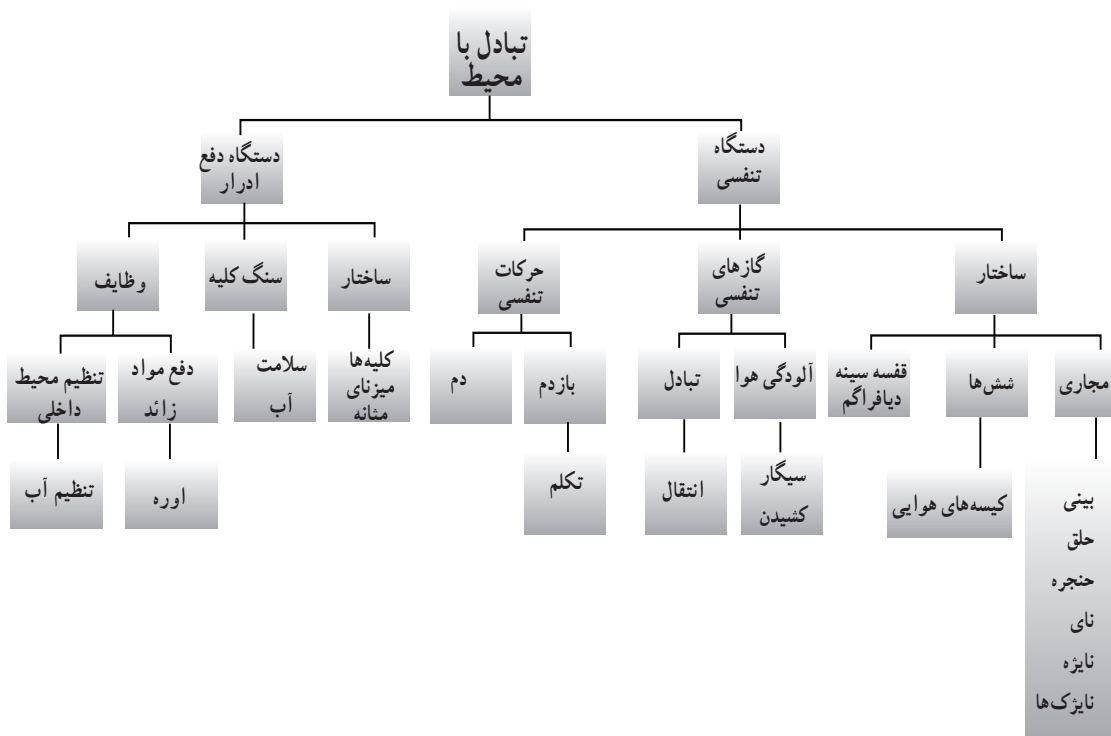 تبادل با
محیط
دستگاه
تنفسی
دستگاه دفع
ادرار
ساختار
گازهای
تنفسی
حرکات
تنفسی
ساختار
سنگ کلیه
وظایف
مجاری
شش‌ها
قفسه سینه
دیافراگم
آلودگی هوا
تبادل
بازدم
دم
کلیه‌ها
میزنای
مثانه
سلامت
آب
دفع مواد
زائد
تنظیم محیط
داخلی
بینی
حلق
حنجره
نای
نایژه
نایژک‌ها
کیسه‌های هوایی
سیگار
کشیدن
انتقال
تکلم
اوره
تنظیم آب